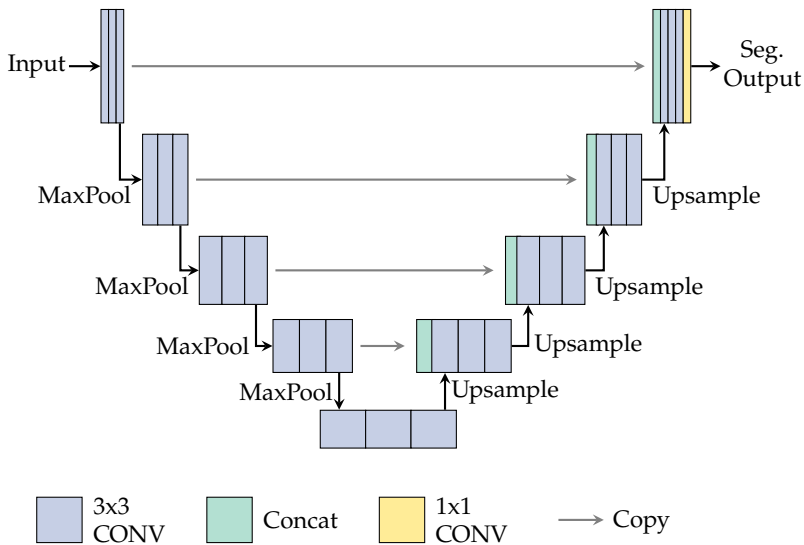 Input
Seg.
Output
MaxPool
Upsample
MaxPool
Upsample
MaxPool
Upsample
MaxPool
Upsample
3x3
CONV
Concat
1x1
CONV
Copy